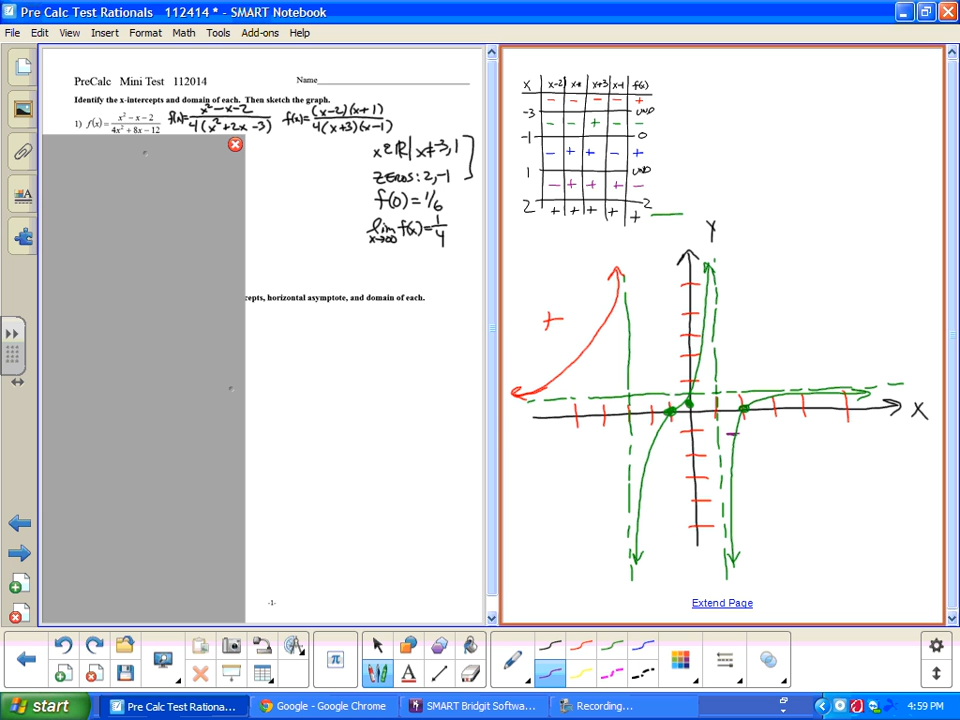 Pre Calc Test Rationals 112414 * - SMART Notebook
File Edit View Insert Format Math Tools Add-ons Help
PreCalc Mini Test 112014
Name
Identify the x-intercepts and domain of each. Then sketch the graph.
1) f(x) = x² – x – 2 / 4x² + 8x – 12
f(x) = x² - x - 2 / 4(x² + 2x - 3)
f(x) = (x-2)(x+1) / 4(x+3)(x-1)
x∈ℝ | x≠-3, 1
ZEROS: 2, -1
f(0) = 1/6
lim x→∞ f(x) = 1/4
cepts, horizontal asymptote, and domain of each.
-1-
x+3 x-1 f(x)
- - - - +
-3 UND
- - + - -
-1 0
- + + - +
1 UND
- + + + -
2 2
+ + + + +
Y
+
X
-
Extend Page
start
Pre Calc Test Rationa...
Google - Google Chrome
SMART Bridgit Softwa...
Recording...
4:59 PM